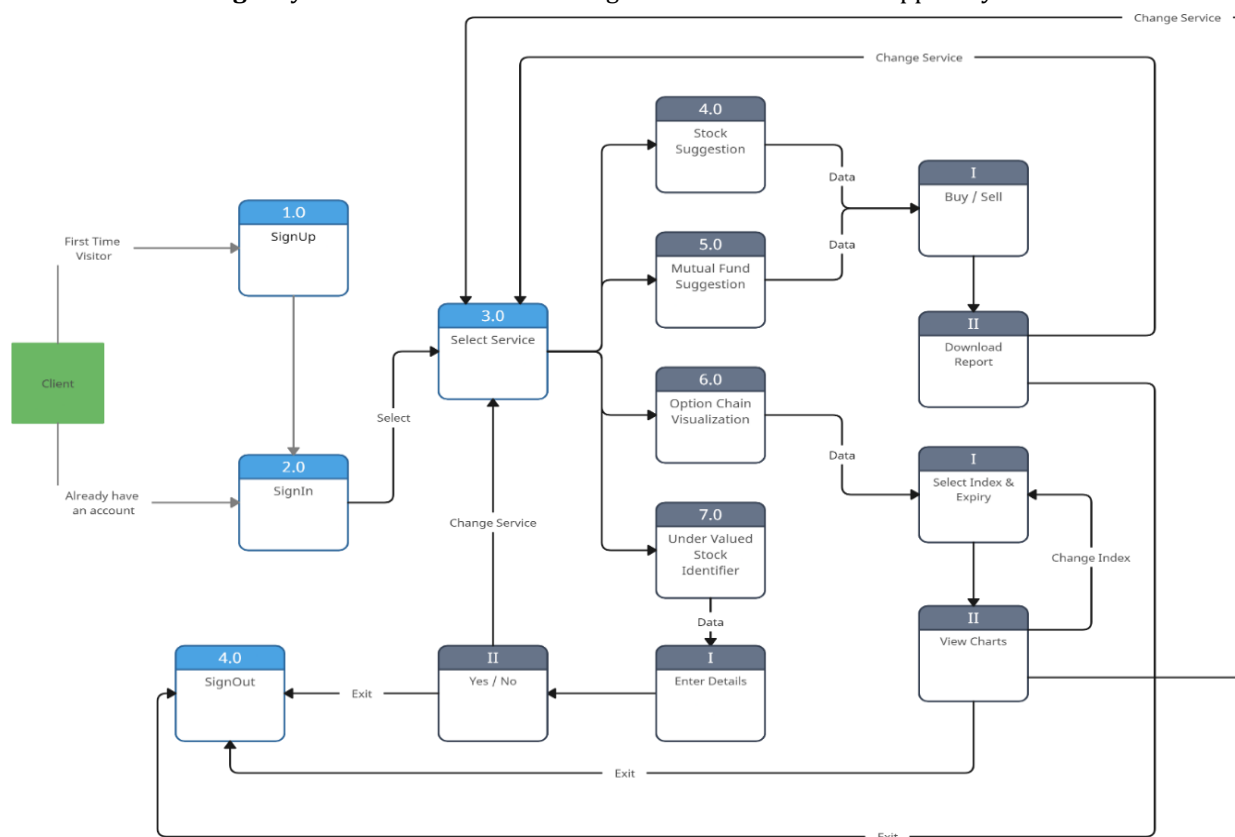 Change Service
Change Service
4.0
Stock
Suggestion
Data
I
Buy / Sell
1.0
SignUp
First Time
Visitor
5.0
Mutual Fund
Suggestion
Data
3.0
Select Service
II
Download
Report
Client
6.0
Option Chain
Visualization
Select
Data
2.0
SignIn
Already have
an account
I
Select Index &
Expiry
7.0
Under Valued
Stock
Identifier
Change Service
Change Index
Data
II
View Charts
4.0
SignOut
Exit
II
Yes / No
I
Enter Details
Exit
Exit